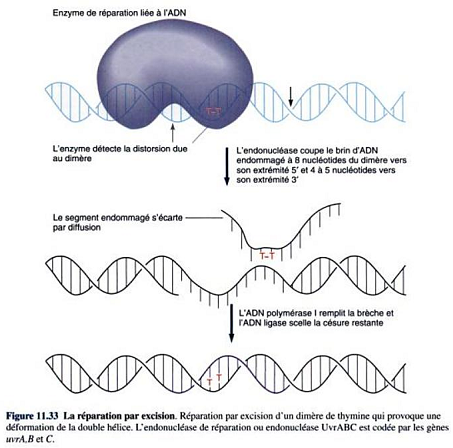 Enzyme de réparation liée à l'ADN
T–T
L'enzyme détecte la distorsion due
au dimère
L'endonucléase coupe le brin d'ADN
endommagé à 8 nucléotides du dimère vers
son extrémité 5' et 4 à 5 nucléotides vers
son extrémité 3'
Le segment endommagé s'écarte
par diffusion
T–T
L'ADN polymérase I remplit la brèche et
l'ADN ligase scelle la césure restante
T T
Figure 11.33 La réparation par excision. Réparation par excision d'un dimère de thymine qui provoque une
déformation de la double hélice. L'endonucléase de réparation ou endonucléase UvrABC est codée par les gènes
uvrA,B et C.